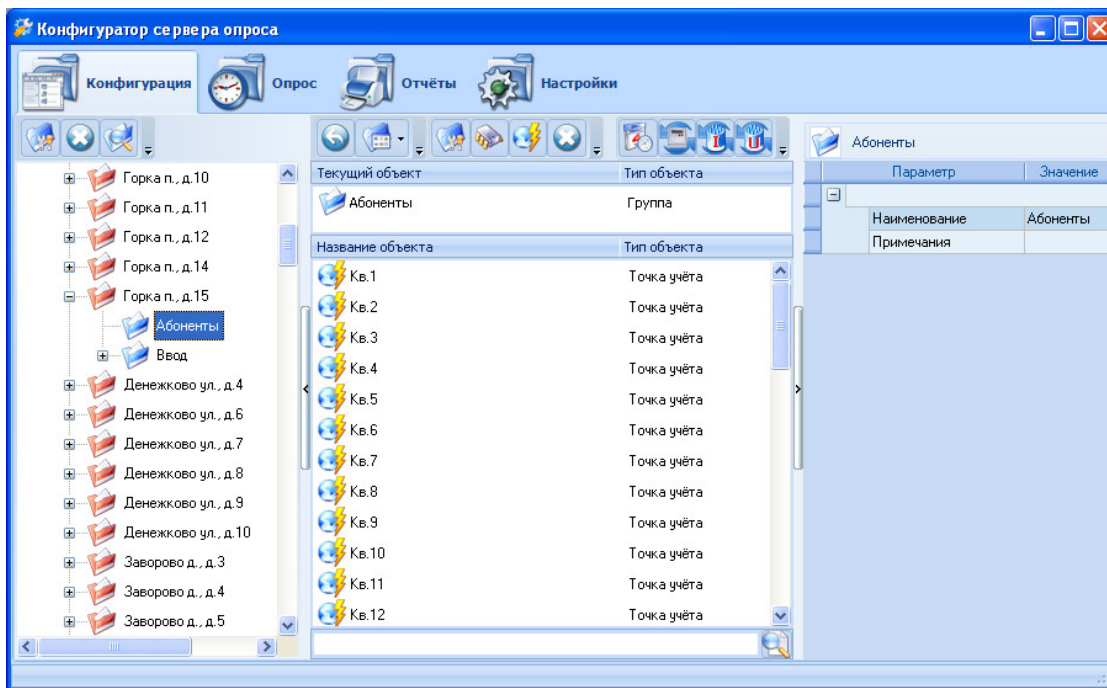 Конфигуратор сервера опроса
Конфигурация Опрос Отчёты Настройки
Горка п., д.10
Горка п., д.11
Горка п., д.12
Горка п., д.14
Горка п., д.15
Абоненты
Ввод
Денежково ул., д.4
Денежково ул., д.6
Денежково ул., д.7
Денежково ул., д.8
Денежково ул., д.9
Денежково ул., д.10
Заворово д., д.3
Заворово д., д.4
Заворово д., д.5
Текущий объект Тип объекта
Абоненты Группа
Название объекта Тип объекта
Кв.1 Точка учёта
Кв.2 Точка учёта
Кв.3 Точка учёта
Кв.4 Точка учёта
Кв.5 Точка учёта
Кв.6 Точка учёта
Кв.7 Точка учёта
Кв.8 Точка учёта
Кв.9 Точка учёта
Кв.10 Точка учёта
Кв.11 Точка учёта
Кв.12 Точка учёта
I U
Абоненты
Параметр Значение
Наименование Абоненты
Примечания